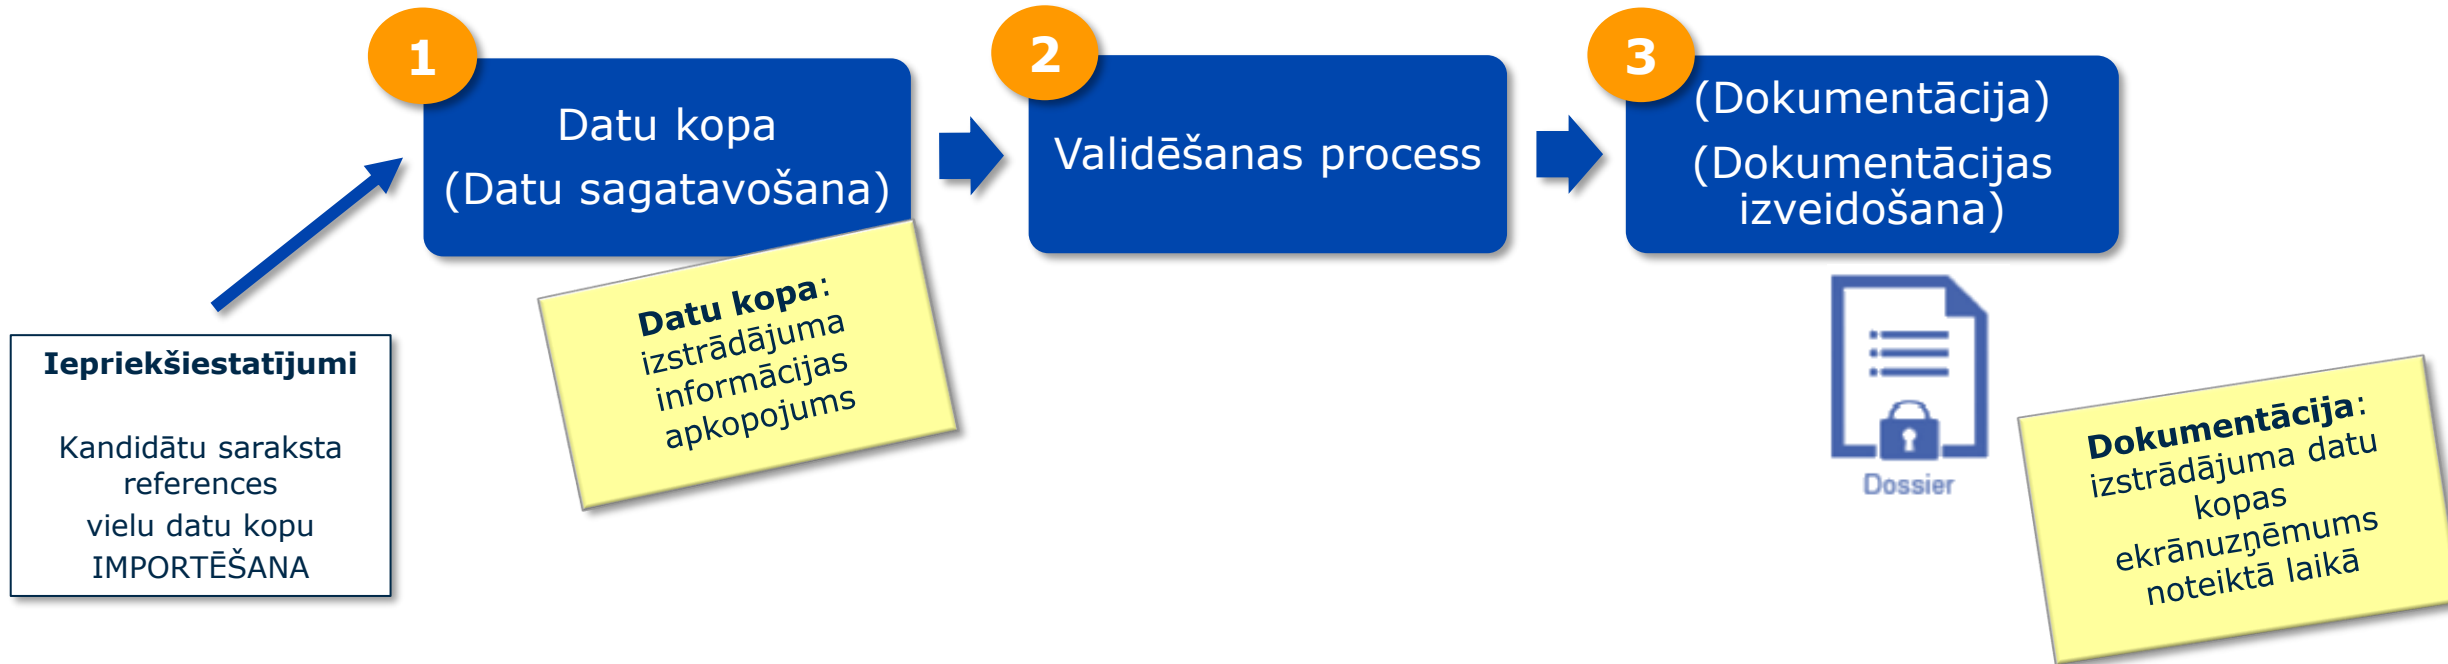 1
Datu kopa
(Datu sagatavošana)
2
Validēšanas process
3
(Dokumentācija)
(Dokumentācijas
izveidošana)
Iepriekšiestatījumi
Kandidātu saraksta
references
vielu datu kopu
IMPORTĒŠANA
Datu kopa:
izstrādājuma
informācijas
apkopojums
Dossier
Dokumentācija:
izstrādājuma datu
kopas
ekrānuzņēmums
noteiktā laikā